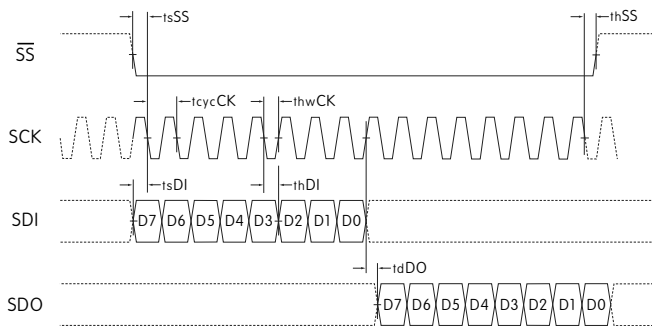 tsSS
thSS
SS
tcycCK
thwCK
SCK
tsDI
thDI
SDI
D7 D6 D5 D4 D3 D2 D1 D0
tdDO
SDO
D7 D6 D5 D4 D3 D2 D1 D0